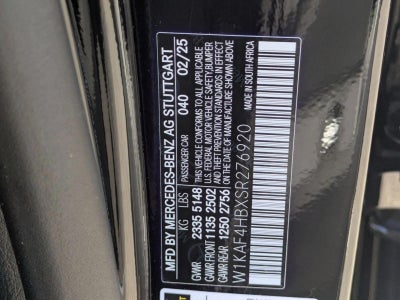 MFD BY MERCEDES-BENZ AG STUTTGART
PASSENGER CAR 040 02/25
KG LBS
GVWR 2335 5148
GAWR FRONT 1135 2502
GAWR REAR 1250 2756
THIS VEHICLE CONFORMS TO ALL APPLICABLE
U.S. FEDERAL MOTOR VEHICLE SAFETY, BUMPER
AND THEFT PREVENTION STANDARDS IN EFFECT
ON THE DATE OF MANUFACTURE SHOWN ABOVE
W1KAF4HBXSR276920
MADE IN SOUTH AFRICA